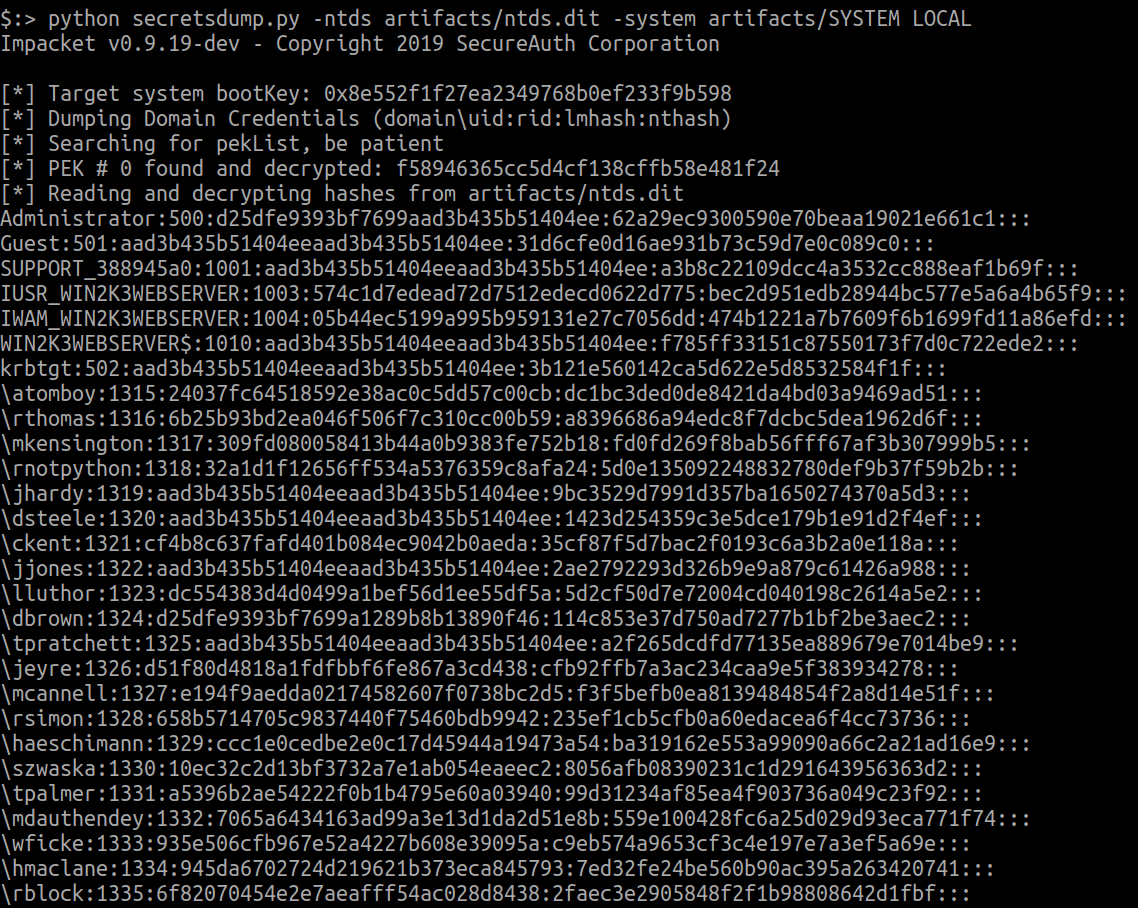 $:> python secretsdump.py -ntds artifacts/ntds.dit -system artifacts/SYSTEM LOCAL
Impacket v0.9.19-dev - Copyright 2019 SecureAuth Corporation
[*] Target system bootKey: 0x8e552f1f27ea2349768b0ef233f9b598
[*] Dumping Domain Credentials (domain\uid:rid:lmhash:nthash)
[*] Searching for pekList, be patient
[*] PEK # 0 found and decrypted: f58946365cc5d4cf138cffb58e481f24
[*] Reading and decrypting hashes from artifacts/ntds.dit
Administrator:500:d25dfe9393bf7699aad3b435b51404ee:62a29ec9300590e70beaa19021e661c1:::
Guest:501:aad3b435b51404eeaad3b435b51404ee:31d6cfe0d16ae931b73c59d7e0c089c0:::
SUPPORT_388945a0:1001:aad3b435b51404eeaad3b435b51404ee:a3b8c22109dcc4a3532cc888eaf1b69f:::
IUSR_WIN2K3WEBSERVER:1003:574c1d7edead72d7512edecd0622d775:bec2d951edb28944bc577e5a6a4b65f9:::
IWAM_WIN2K3WEBSERVER:1004:05b44ec5199a995b959131e27c7056dd:474b1221a7b7609f6b1699fd11a86efd:::
WIN2K3WEBSERVER$:1010:aad3b435b51404eeaad3b435b51404ee:f785ff33151c87550173f7d0c722ede2:::
krbtgt:502:aad3b435b51404eeaad3b435b51404ee:3b121e560142ca5d622e5d8532584f1f:::
\atomboy:1315:24037fc64518592e38ac0c5dd57c00cb:dc1bc3ded0de8421da4bd03a9469ad51:::
\rthomas:1316:6b25b93bd2ea046f506f7c310cc00b59:a8396686a94edc8f7dcbc5dea1962d6f:::
\mkensington:1317:309fd080058413b44a0b9383fe752b18:fd0fd269f8bab56fff67af3b307999b5:::
\rnotpython:1318:32a1d1f12656ff534a5376359c8afa24:5d0e135092248832780def9b37f59b2b:::
\jhardy:1319:aad3b435b51404eeaad3b435b51404ee:9bc3529d7991d357ba1650274370a5d3:::
\dsteele:1320:aad3b435b51404eeaad3b435b51404ee:1423d254359c3e5dce179b1e91d2f4ef:::
\ckent:1321:cf4b8c637fafd401b084ec9042b0aeda:35cf87f5d7bac2f0193c6a3b2a0e118a:::
\jjones:1322:aad3b435b51404eeaad3b435b51404ee:2ae2792293d326b9e9a879c61426a988:::
\lluthor:1323:dc554383d4d0499a1bef56d1ee55df5a:5d2cf50d7e72004cd040198c2614a5e2:::
\dbrown:1324:d25dfe9393bf7699a1289b8b13890f46:114c853e37d750ad7277b1bf2be3aec2:::
\tpratchett:1325:aad3b435b51404eeaad3b435b51404ee:a2f265dcdfd77135ea889679e7014be9:::
\jeyre:1326:d51f80d4818a1fdfbbf6fe867a3cd438:cfb92ffb7a3ac234caa9e5f383934278:::
\mcannell:1327:e194f9aedda02174582607f0738bc2d5:f3f5befb0ea8139484854f2a8d14e51f:::
\rsimon:1328:658b5714705c9837440f75460bdb9942:235ef1cb5cfb0a60edacea6f4cc73736:::
\haeschimann:1329:ccc1e0cedbe2e0c17d45944a19473a54:ba319162e553a99090a66c2a21ad16e9:::
\szwaska:1330:10ec32c2d13bf3732a7e1ab054eaeec2:8056afb08390231c1d291643956363d2:::
\tpalmer:1331:a5396b2ae54222f0b1b4795e60a03940:99d31234af85ea4f903736a049c23f92:::
\mdauthendey:1332:7065a6434163ad99a3e13d1da2d51e8b:559e100428fc6a25d029d93eca771f74:::
\wficke:1333:935e506cfb967e52a4227b608e39095a:c9eb574a9653cf3c4e197e7a3ef5a69e:::
\hmaclane:1334:945da6702724d219621b373eca845793:7ed32fe24be560b90ac395a263420741:::
\rblock:1335:6f82070454e2e7aeafff54ac028d8438:2faec3e2905848f2f1b98808642d1fbf:::